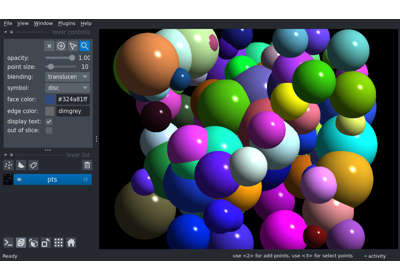 File View Window Plugins Help
layer controls
opacity: 1.00
point size: 10
blending: translucen
symbol: disc
face color: #324a81ff
edge color: dimgrey
display text:
out of slice:
layer list
pts
Ready use <2> for add points, use <3> for select points activity